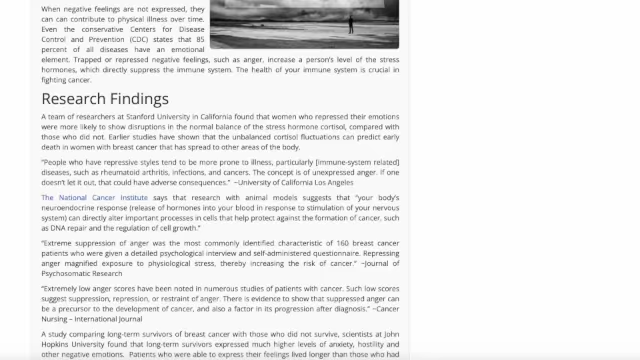 When negative feelings are not expressed, they
can contribute to physical illness over time.
Even the conservative Centers for Disease
Control and Prevention (CDC) states that 85
percent of all diseases have an emotional
element. Trapped or repressed negative feelings, such as anger, increase a person's level of the stress
hormones, which directly suppress the immune system. The health of your immune system is crucial in
fighting cancer.
Research Findings
A team of researchers at Stanford University in California found that women who repressed their emotions
were more likely to show disruptions in the normal balance of the stress hormone cortisol, compared with
those who did not. Earlier studies have shown that the unbalanced cortisol fluctuations can predict early
death in women with breast cancer that has spread to other areas of the body.
"People who have repressive styles tend to be more prone to illness, particularly [immune-system related]
diseases, such as rheumatoid arthritis, infections, and cancers. The concept is of unexpressed anger. If one
doesn't let it out, that could have adverse consequences." ~University of California Los Angeles
The National Cancer Institute says that research with animal models suggests that "your body's
neuroendocrine response (release of hormones into your blood in response to stimulation of your nervous
system) can directly alter important processes in cells that help protect against the formation of cancer, such
as DNA repair and the regulation of cell growth."
"Extreme suppression of anger was the most commonly identified characteristic of 160 breast cancer
patients who were given a detailed psychological interview and self-administered questionnaire. Repressing
anger magnified exposure to physiological stress, thereby increasing the risk of cancer." ~Journal of
Psychosomatic Research
"Extremely low anger scores have been noted in numerous studies of patients with cancer. Such low scores
suggest suppression, repression, or restraint of anger. There is evidence to show that suppressed anger can
be a precursor to the development of cancer, and also a factor in its progression after diagnosis." ~Cancer
Nursing – International Journal
A study comparing long-term survivors of breast cancer with those who did not survive, scientists at John
Hopkins University found that long-term survivors expressed much higher levels of anxiety, hostility and
other negative emotions. Patients who were able to express their feelings lived longer than those who had